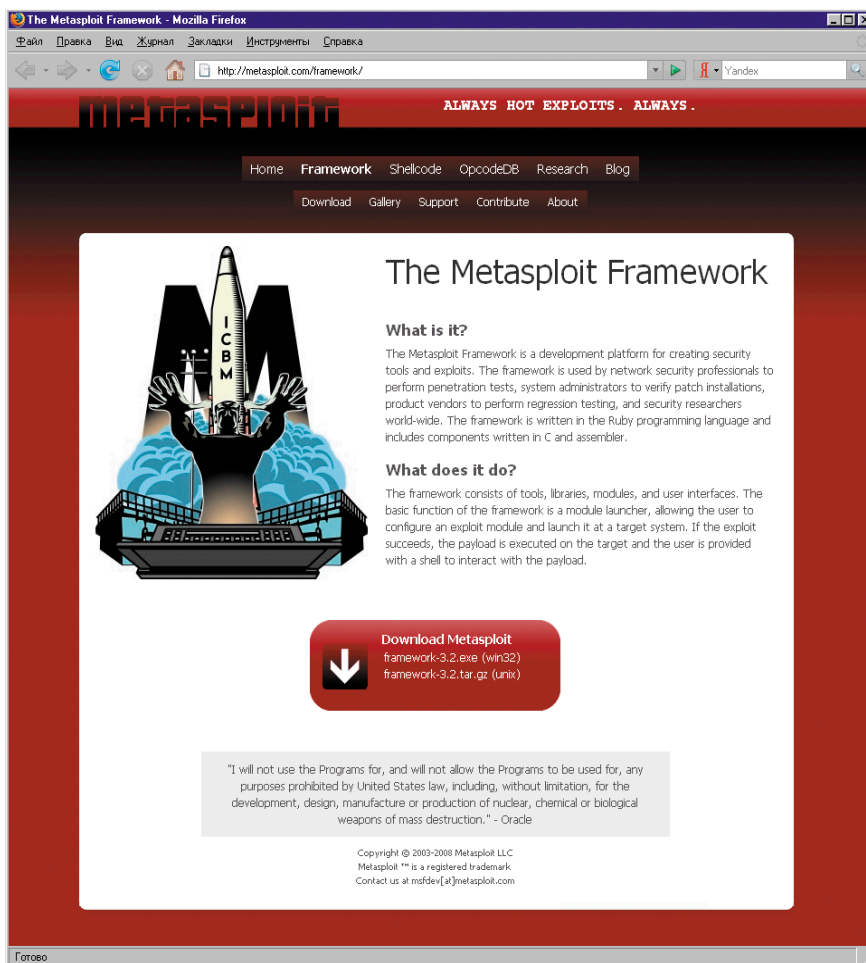 The Metasploit Framework - Mozilla Firefox
Файл Правка Вид Журнал Закладки Инструменты Справка
http://metasploit.com/framework/ Я Yandex
metasploit ALWAYS HOT EXPLOITS. ALWAYS.
Home Framework Shellcode OpcodeDB Research Blog
Download Gallery Support Contribute About
ICBM
The Metasploit Framework
What is it?
The Metasploit Framework is a development platform for creating security
tools and exploits. The framework is used by network security professionals to
perform penetration tests, system administrators to verify patch installations,
product vendors to perform regression testing, and security researchers
world-wide. The framework is written in the Ruby programming language and
includes components written in C and assembler.
What does it do?
The framework consists of tools, libraries, modules, and user interfaces. The
basic function of the framework is a module launcher, allowing the user to
configure an exploit module and launch it at a target system. If the exploit
succeeds, the payload is executed on the target and the user is provided
with a shell to interact with the payload.
Download Metasploit
framework-3.2.exe (win32)
framework-3.2.tar.gz (unix)
"I will not use the Programs for, and will not allow the Programs to be used for, any
purposes prohibited by United States law, including, without limitation, for the
development, design, manufacture or production of nuclear, chemical or biological
weapons of mass destruction." - Oracle
Copyright © 2003-2008 Metasploit LLC
Metasploit ™ is a registered trademark
Contact us at msfdev[at]metasploit.com
Готово